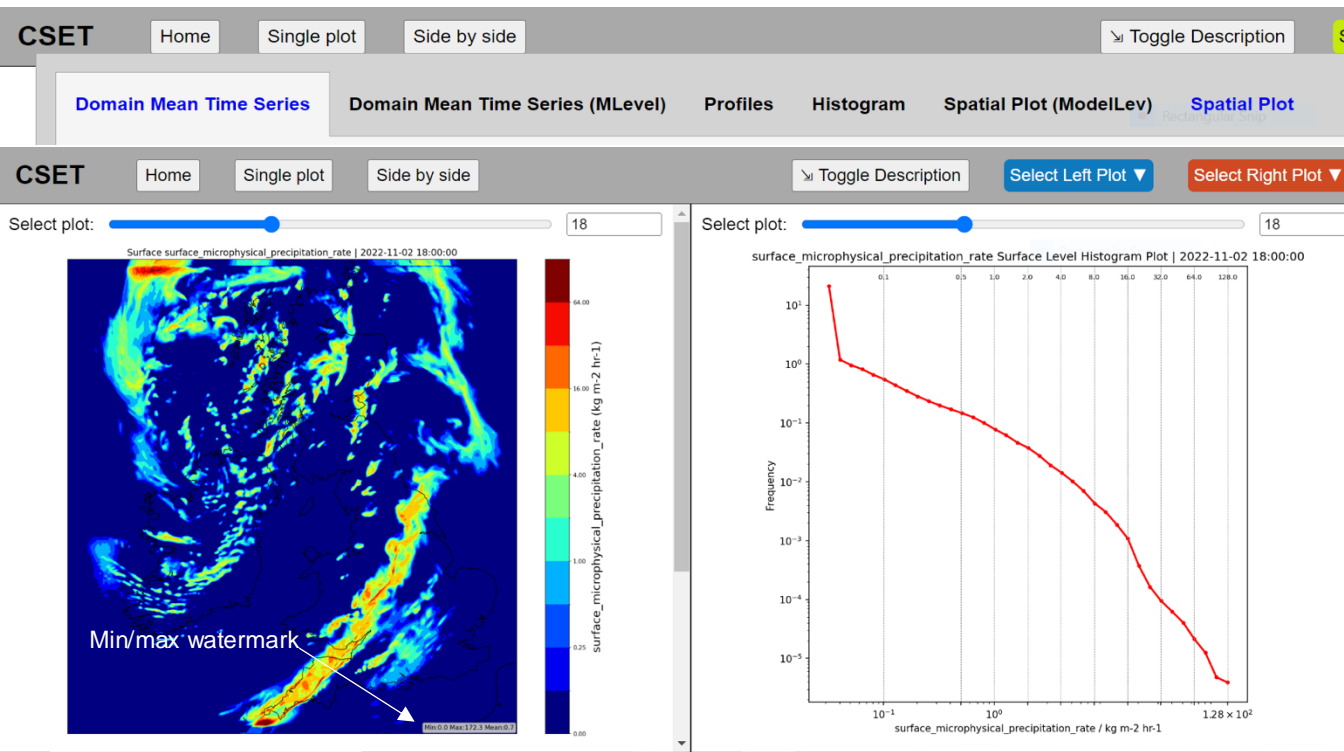 CSET Home Single plot Side by side ⇲ Toggle Description
Domain Mean Time Series Domain Mean Time Series (MLevel) Profiles Histogram Spatial Plot (ModelLev) Spatial Plot
Rectangular Snip
CSET Home Single plot Side by side ⇲ Toggle Description Select Left Plot ▼ Select Right Plot ▼
Select plot: 18
Surface surface_microphysical_precipitation_rate | 2022-11-02 18:00:00
64.00
16.00
4.00
1.00
0.25
0.00
surface_microphysical_precipitation_rate (kg m-2 hr-1)
Min/max watermark
Min:0.0 Max:172.3 Mean:0.7
Select plot: 18
surface_microphysical_precipitation_rate Surface Level Histogram Plot | 2022-11-02 18:00:00
0.1 0.5 1.0 2.0 4.0 8.0 16.0 32.0 64.0 128.0
10¹
10⁰
10⁻¹
10⁻²
10⁻³
10⁻⁴
10⁻⁵
Frequency
10⁻¹ 10⁰ 1.28 × 10²
surface_microphysical_precipitation_rate / kg m-2 hr-1